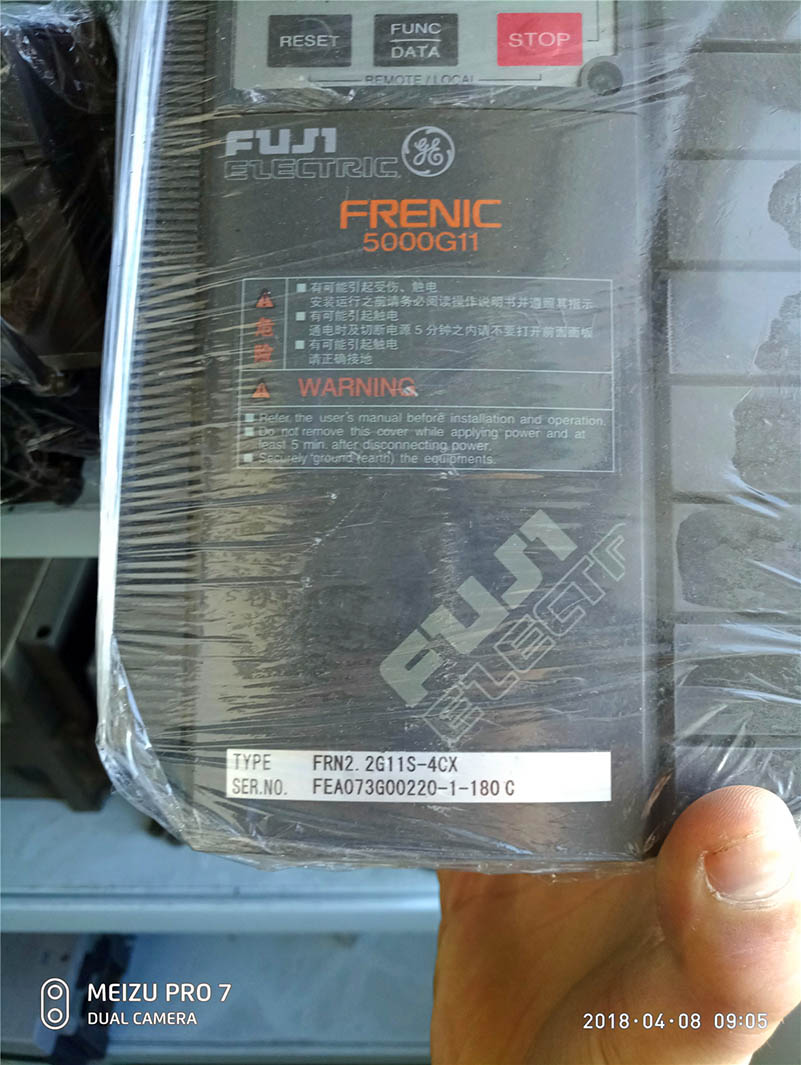 RESET
FUNC
DATA
STOP
REMOTE / LOCAL
FUJI
ELECTRIC
GE
FRENIC
5000G11
■ 有可能引起受伤、触电
安装运行之前请务必阅读操作说明书并遵照其指示
危
■ 有可能引起触电
通电时及切断电源 5 分钟之内请不要打开前面面板
险
■ 有可能引起触电
请正确接地
WARNING
■ Refer the user's manual before installation and operation.
■ Do not remove this cover while applying power and at
least 5 min. after disconnecting power.
■ Securely ground (earth) the equipments.
FUJI
ELECTR
TYPE FRN2. 2G11S-4CX
SER.NO. FEA073G00220-1-180 C
MEIZU PRO 7
DUAL CAMERA
2018·04·08 09:05